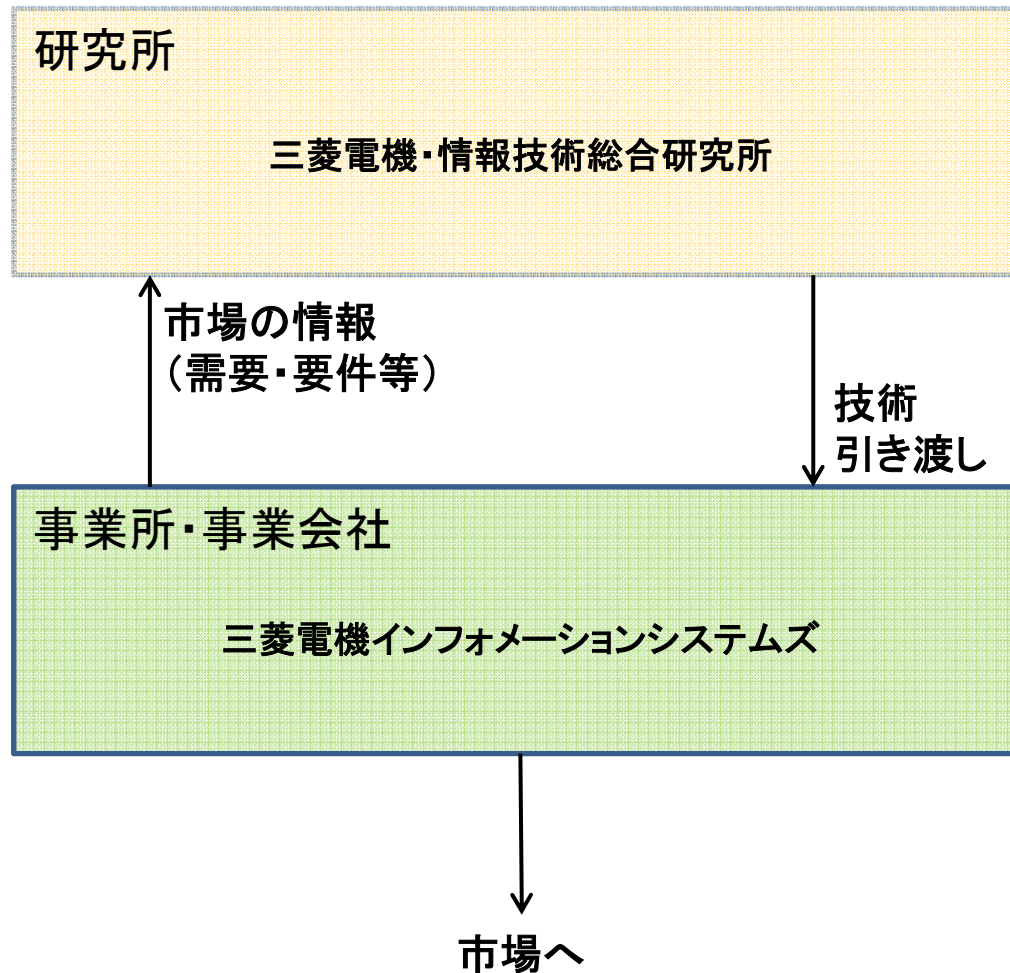 研究所
三菱電機・情報技術総合研究所
市場の情報
（需要・要件等）
技術
引き渡し
事業所・事業会社
三菱電機インフォメーションシステムズ
市場へ